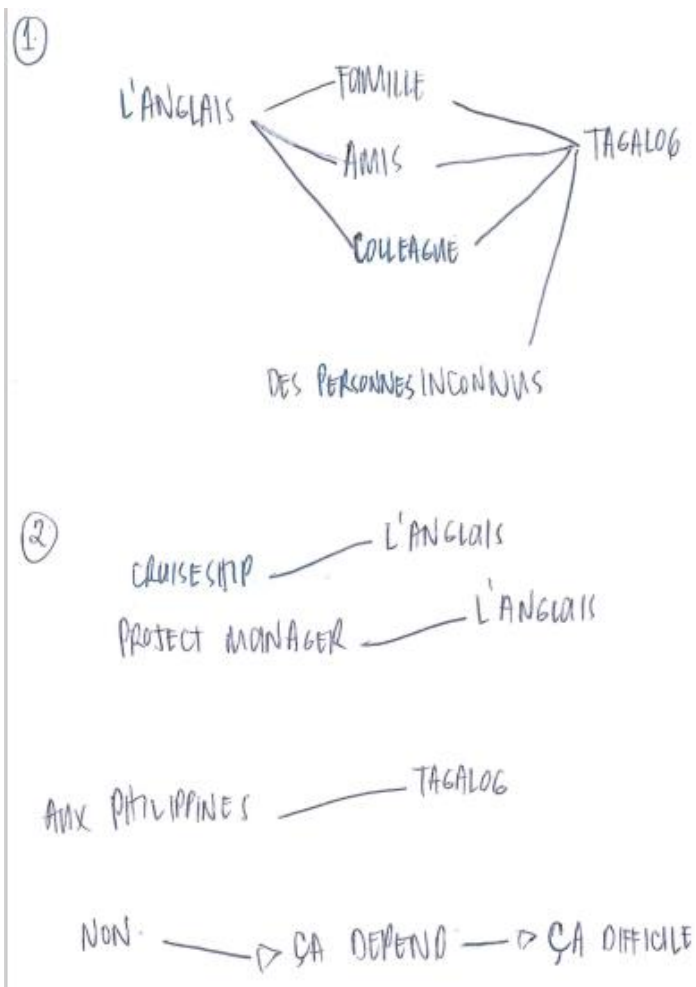 1.
FAMILLE
L'ANGLAIS
TAGALOG
AMIS
COLLEAGUE
DES PERSONNES INCONNUS
2
L'ANGLAIS
CRUISESHIP
L'ANGLAIS
PROJECT MANAGER
TAGALOG
AUX PHILIPPINES
NON. ÇA DEPEND ÇA DIFFICILE